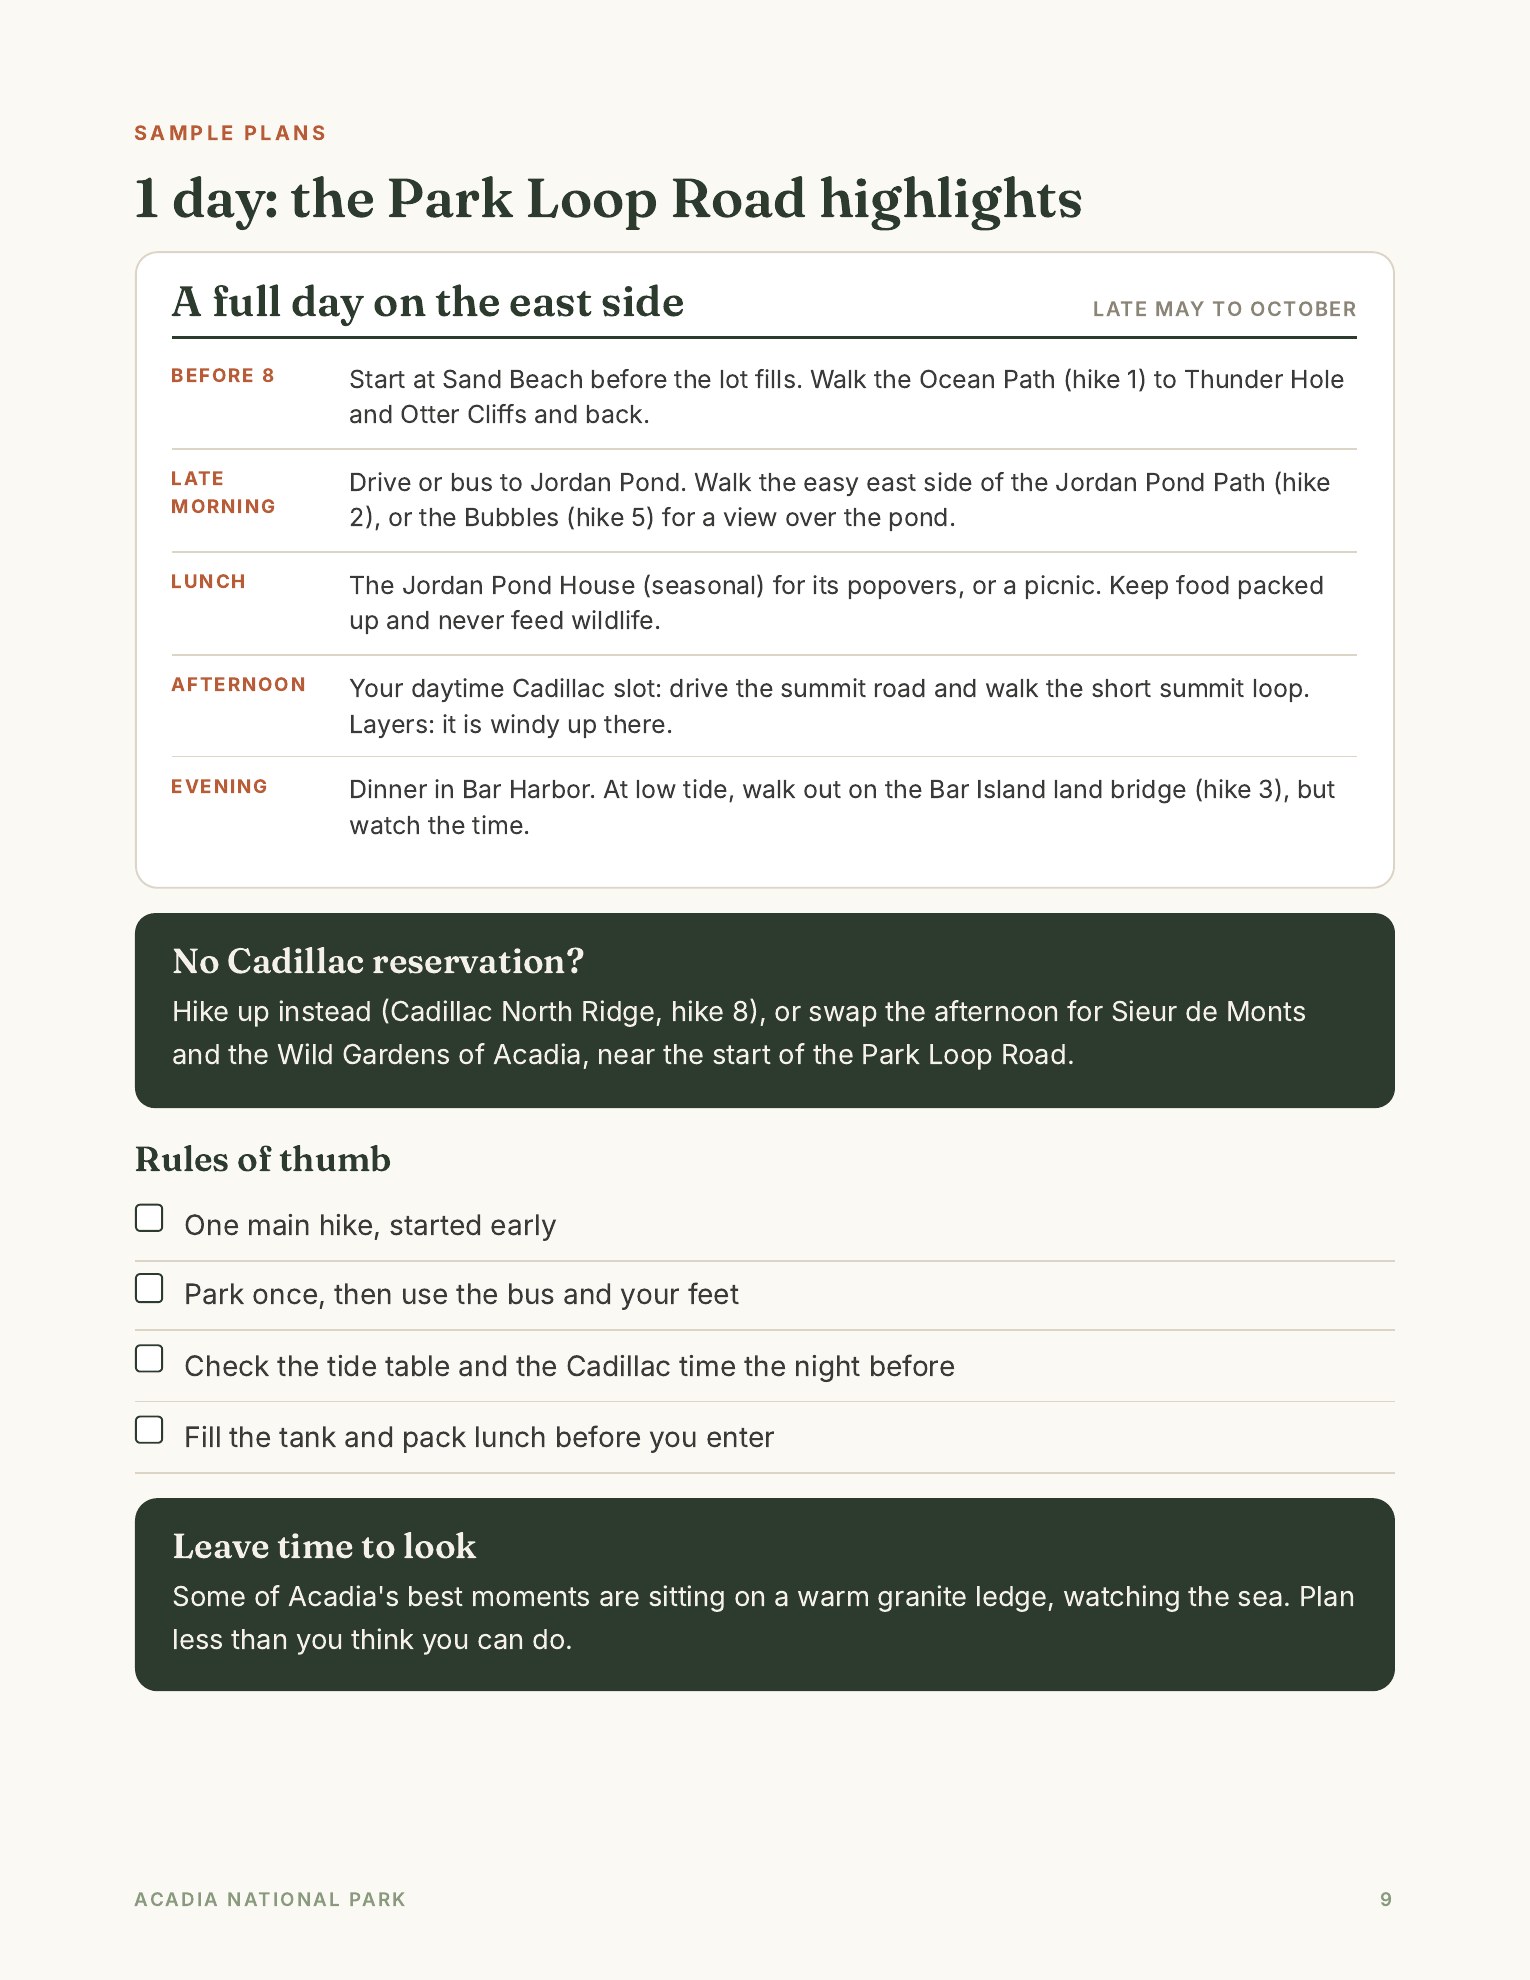 SAMPLE PLANS
1 day: the Park Loop Road highlights
A full day on the east side
LATE MAY TO OCTOBER
BEFORE 8
Start at Sand Beach before the lot fills. Walk the Ocean Path (hike 1) to Thunder Hole
and Otter Cliffs and back.
LATE
MORNING
Drive or bus to Jordan Pond. Walk the easy east side of the Jordan Pond Path (hike
2), or the Bubbles (hike 5) for a view over the pond.
LUNCH
The Jordan Pond House (seasonal) for its popovers, or a picnic. Keep food packed
up and never feed wildlife.
AFTERNOON
Your daytime Cadillac slot: drive the summit road and walk the short summit loop.
Layers: it is windy up there.
EVENING
Dinner in Bar Harbor. At low tide, walk out on the Bar Island land bridge (hike 3), but
watch the time.
No Cadillac reservation?
Hike up instead (Cadillac North Ridge, hike 8), or swap the afternoon for Sieur de Monts
and the Wild Gardens of Acadia, near the start of the Park Loop Road.
Rules of thumb
One main hike, started early
Park once, then use the bus and your feet
Check the tide table and the Cadillac time the night before
Fill the tank and pack lunch before you enter
Leave time to look
Some of Acadia's best moments are sitting on a warm granite ledge, watching the sea. Plan
less than you think you can do.
ACADIA NATIONAL PARK
9